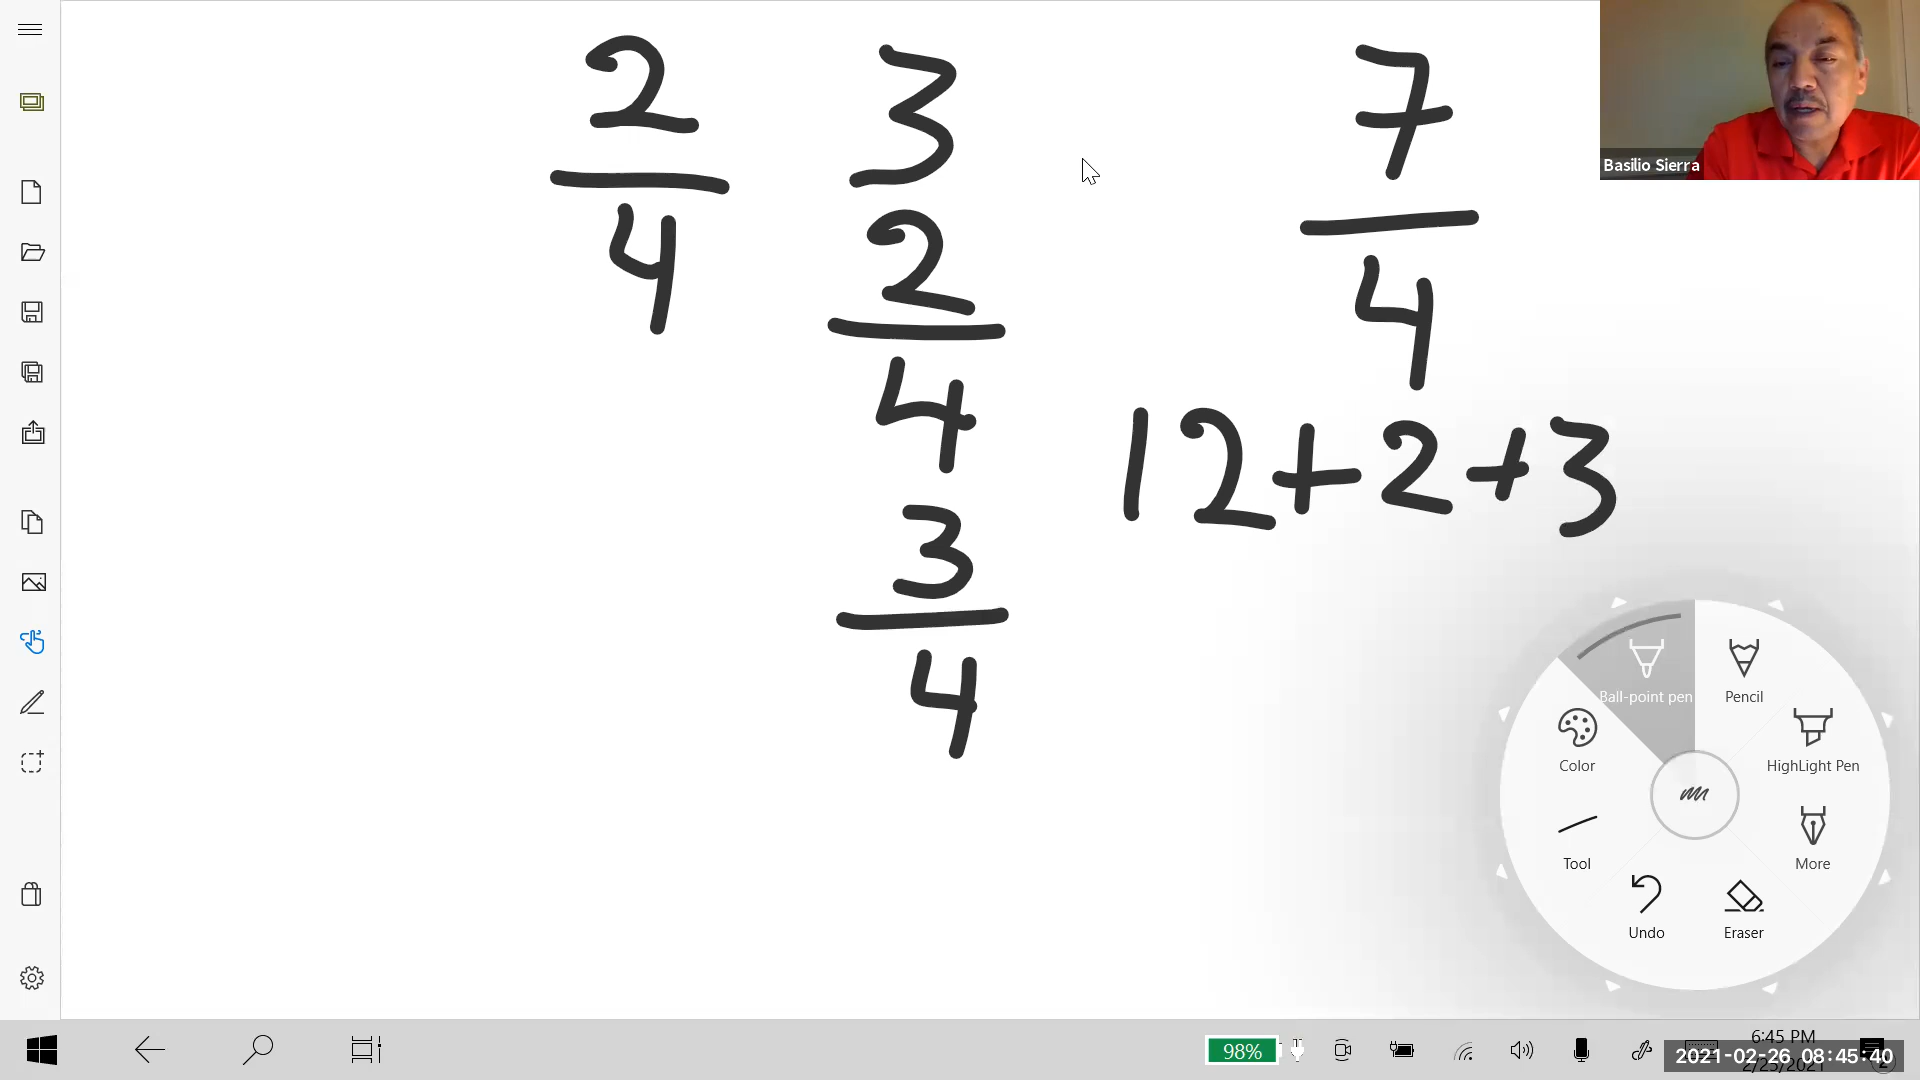 2 3 7
4 2 4
4 12+2+3
3
4
Basilio Sierra
Ball-point pen
Pencil
Color
HighLight Pen
Tool
More
Undo
Eraser
98%
6:45 PM
2021-02-26 08:45:40